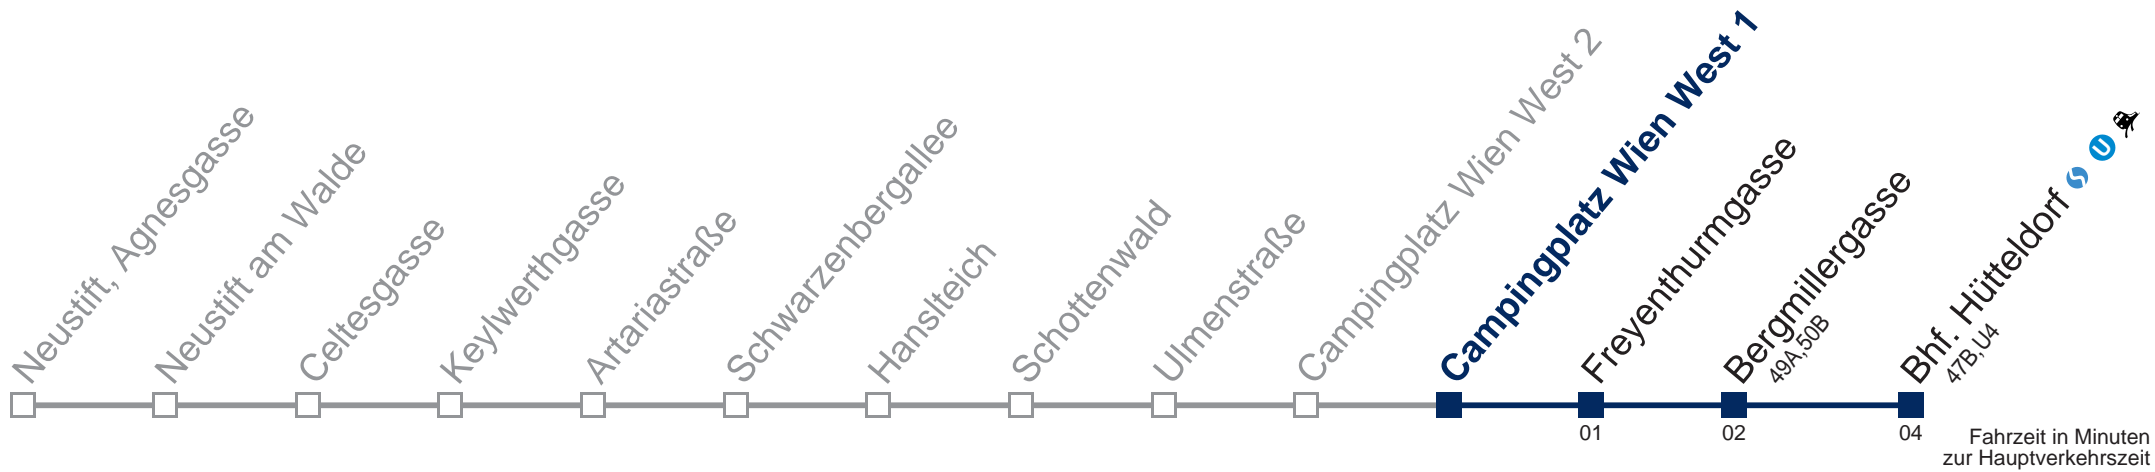 Neustift, Agnesgasse
Neustift am Walde
Celtesgasse
Keylwerthgasse
Artariastraße
Schwarzenbergallee
Hanslteich
Schottenwald
Ulmenstraße
Campingplatz Wien West 2
Campingplatz Wien West 1
Freyenthurmgasse
Bergmillergasse
49A,50B
Bhf. Hütteldorf S U
47B,U4
01
02
04
Fahrzeit in Minuten
zur Hauptverkehrszeit